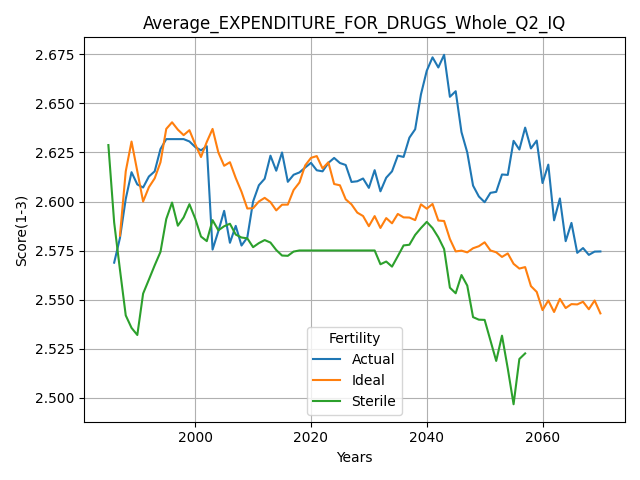 Average_EXPENDITURE_FOR_DRUGS_Whole_Q2_IQ
Score(1-3)
2.675
2.650
2.625
2.600
2.575
2.550
2.525
2.500
Fertility
Actual
Ideal
Sterile
2000
2020
2040
2060
Years